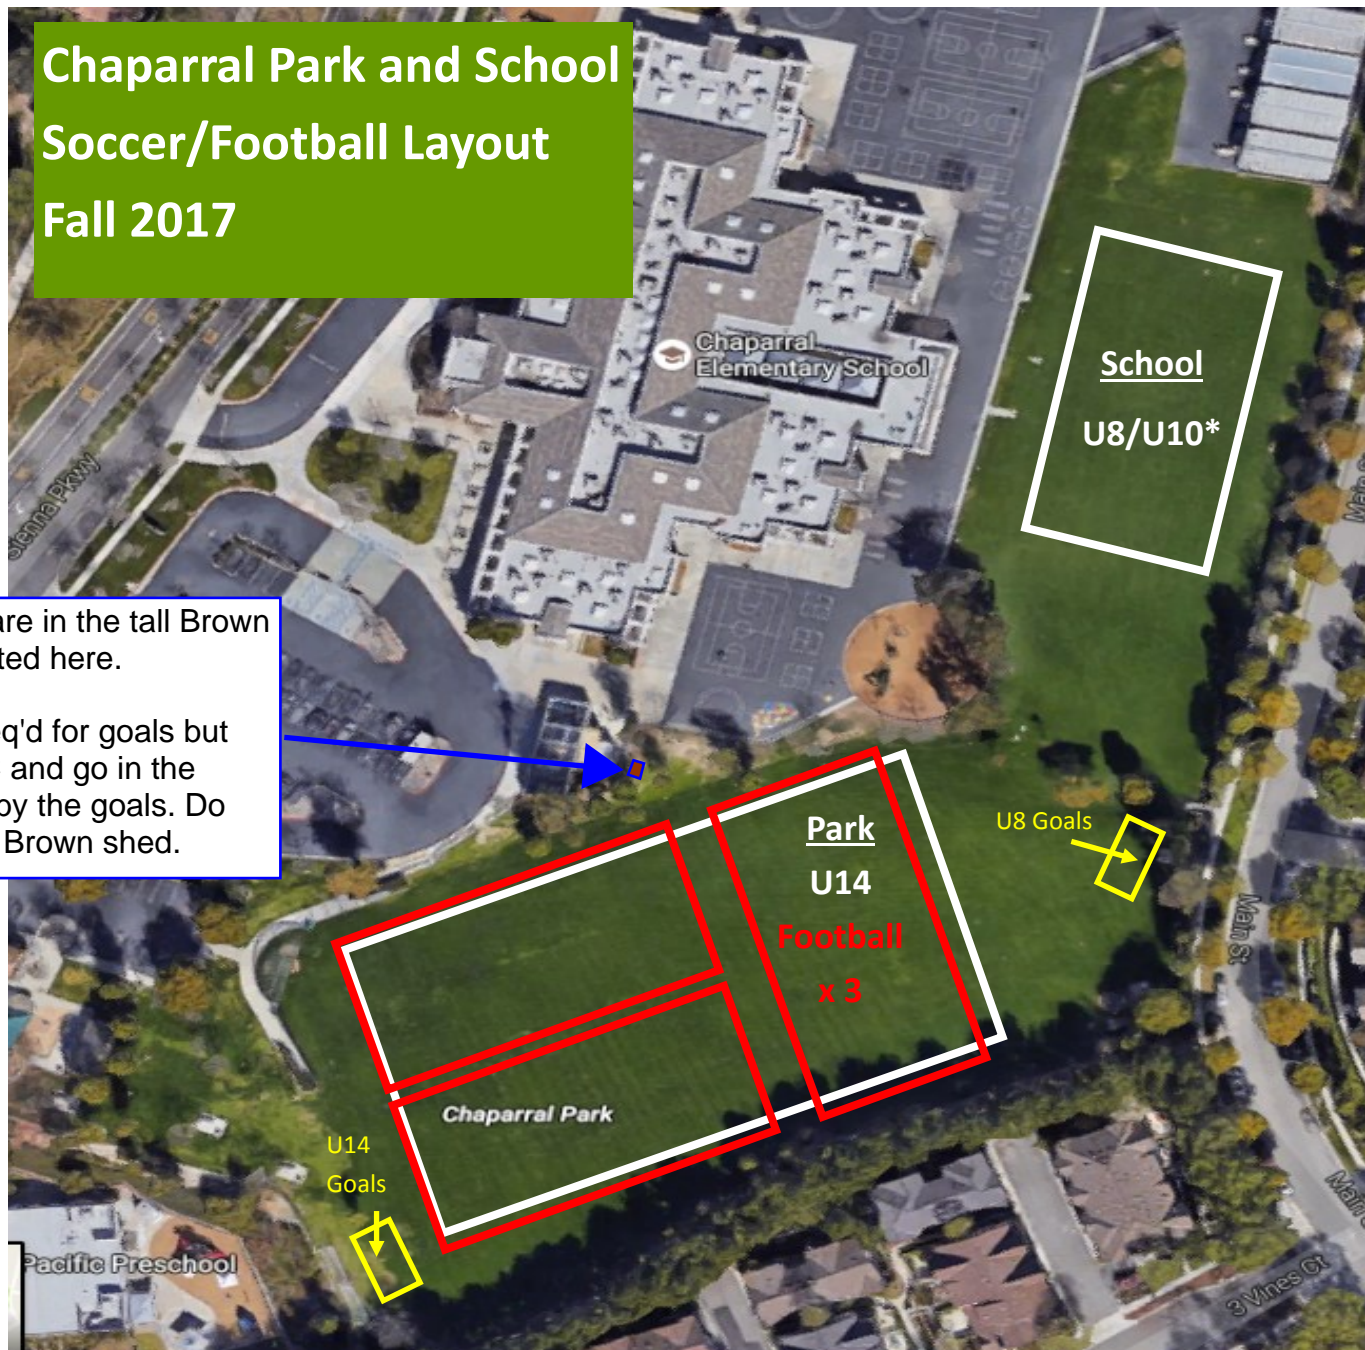 Chaparral Park and School
Soccer/Football Layout
Fall 2017
Chaparral
Elementary School
School
U8/U10*
Sienna Pkwy
are in the tall Brown
ted here.
q'd for goals but
and go in the
by the goals. Do
Brown shed.
Park
U14
Football
x 3
U8 Goals
Main St
Chaparral Park
U14
Goals
Pacific Preschool
Main
3 Vines Ct